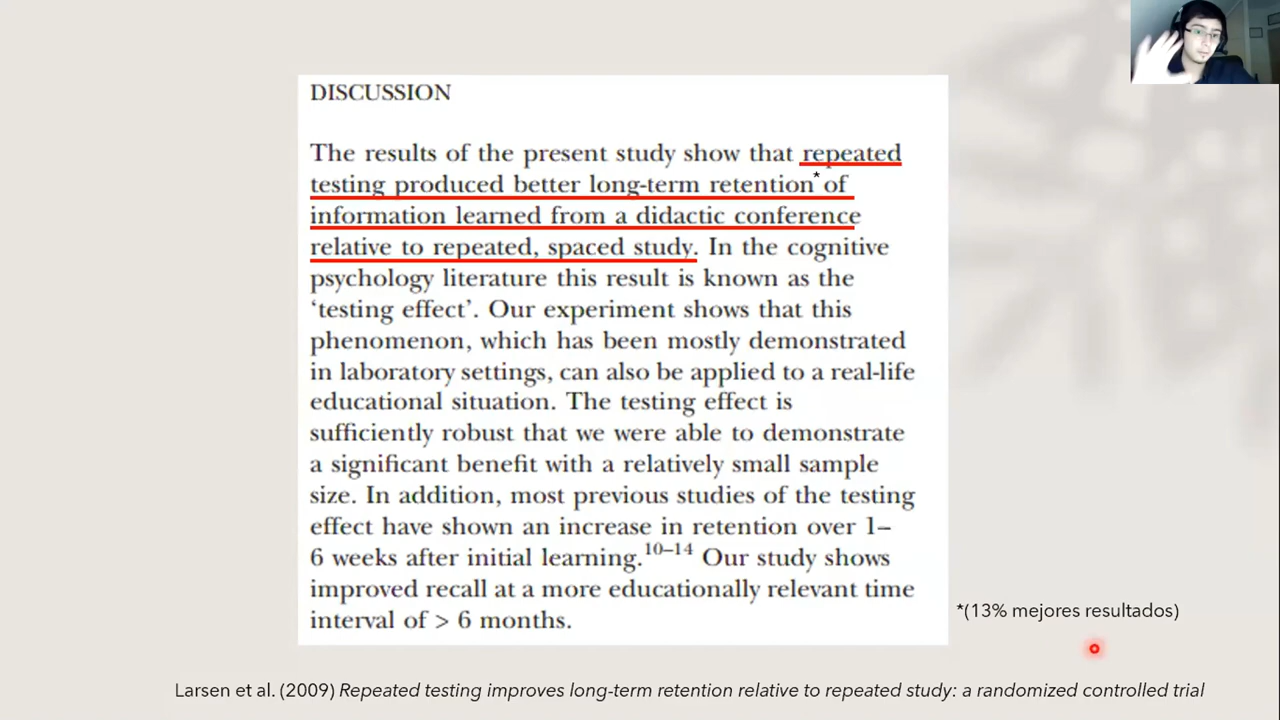 DISCUSSION
The results of the present study show that repeated
testing produced better long-term retention* of
information learned from a didactic conference
relative to repeated, spaced study. In the cognitive
psychology literature this result is known as the
‘testing effect’. Our experiment shows that this
phenomenon, which has been mostly demonstrated
in laboratory settings, can also be applied to a real-life
educational situation. The testing effect is
sufficiently robust that we were able to demonstrate
a significant benefit with a relatively small sample
size. In addition, most previous studies of the testing
effect have shown an increase in retention over 1–
6 weeks after initial learning.10–14 Our study shows
improved recall at a more educationally relevant time
interval of > 6 months.
*(13% mejores resultados)
Larsen et al. (2009) Repeated testing improves long-term retention relative to repeated study: a randomized controlled trial